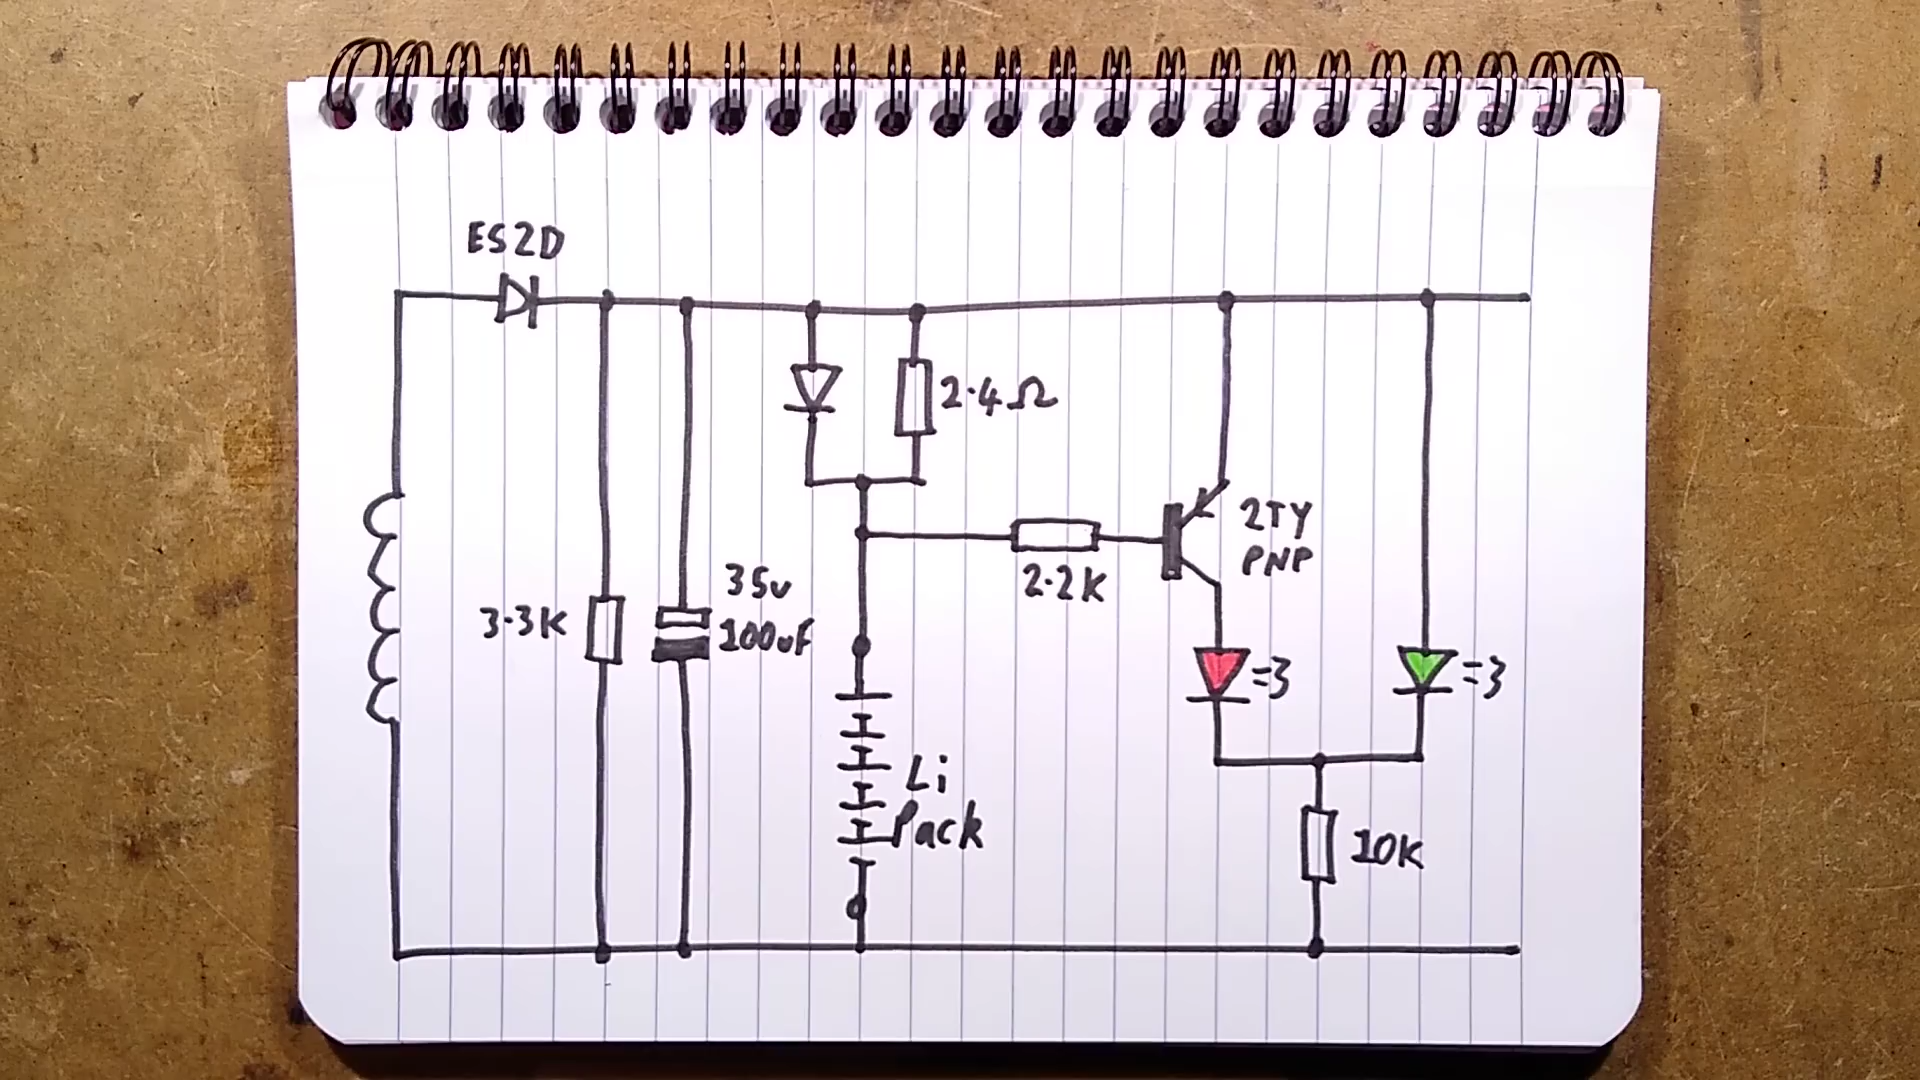 ES2D
2.4Ω
2TY
PNP
2.2K
35v
100uF
3.3K
=3
=3
Li
Pack
10K